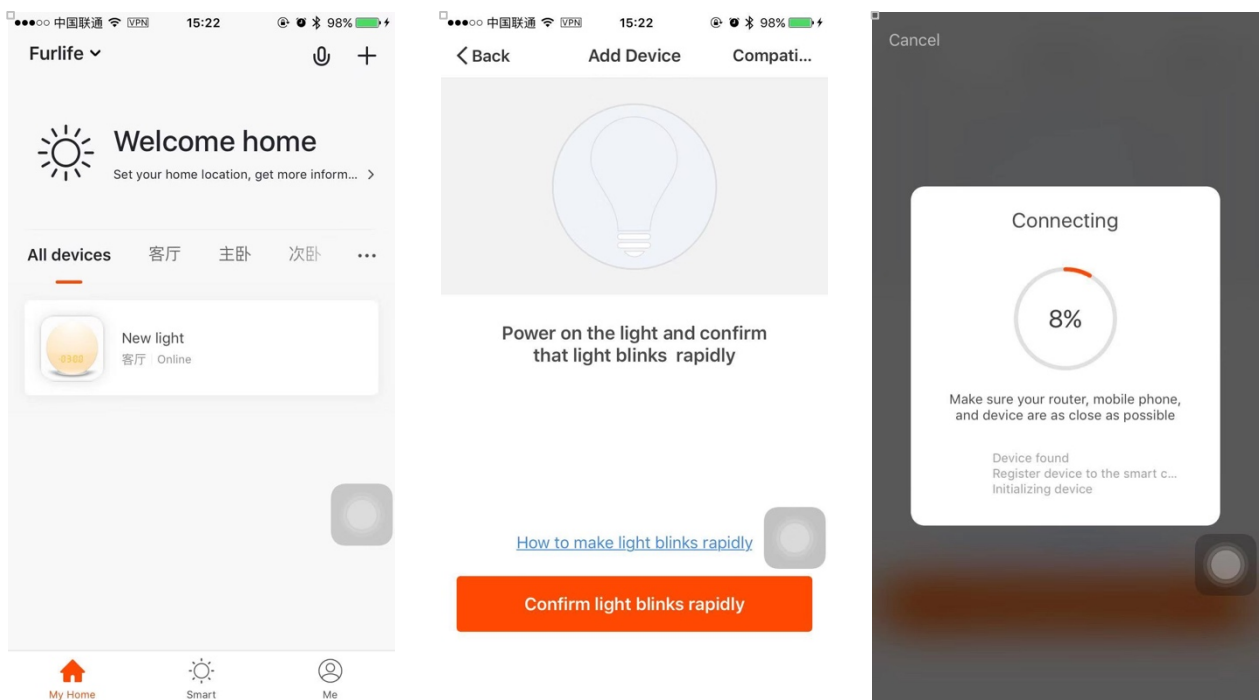 中国联通 VPN 15:22 98%
Furlife
Welcome home
Set your home location, get more inform...
All devices 客厅 主卧 次卧 ...
0300
New light
客厅 Online
My Home Smart Me
中国联通 VPN 15:22 98%
Back Add Device Compati...
Power on the light and confirm
that light blinks rapidly
How to make light blinks rapidly
Confirm light blinks rapidly
Cancel
Connecting
8%
Make sure your router, mobile phone,
and device are as close as possible
Device found
Register device to the smart c...
Initializing device